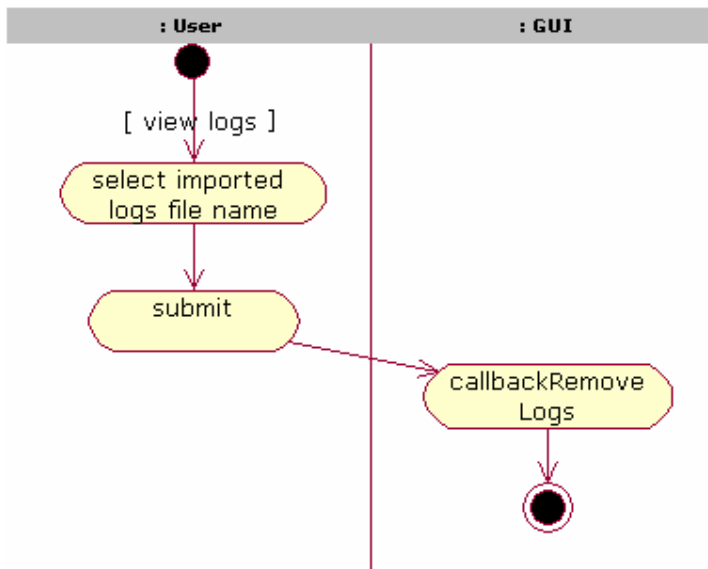 : User
: GUI
[ view logs ]
select imported
logs file name
submit
callbackRemove
Logs